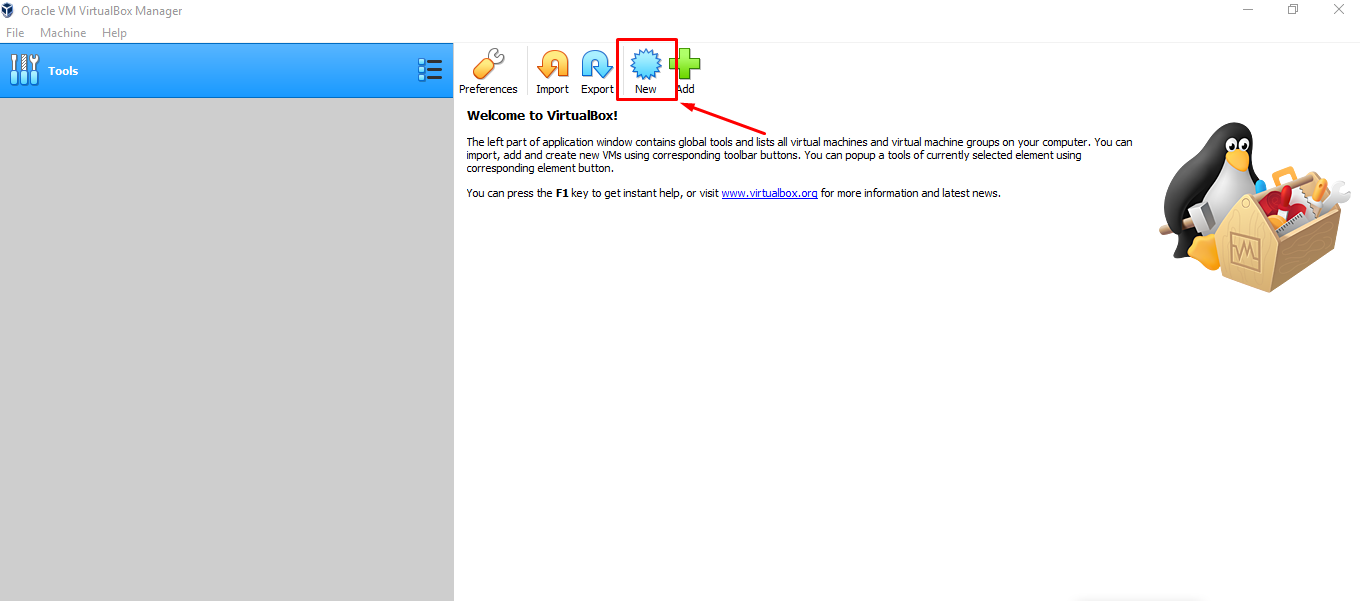 Oracle VM VirtualBox Manager
File Machine Help
Tools
Preferences Import Export New Add
Welcome to VirtualBox!
The left part of application window contains global tools and lists all virtual machines and virtual machine groups on your computer. You can
import, add and create new VMs using corresponding toolbar buttons. You can popup a tools of currently selected element using
corresponding element button.
You can press the F1 key to get instant help, or visit www.virtualbox.org for more information and latest news.
VM